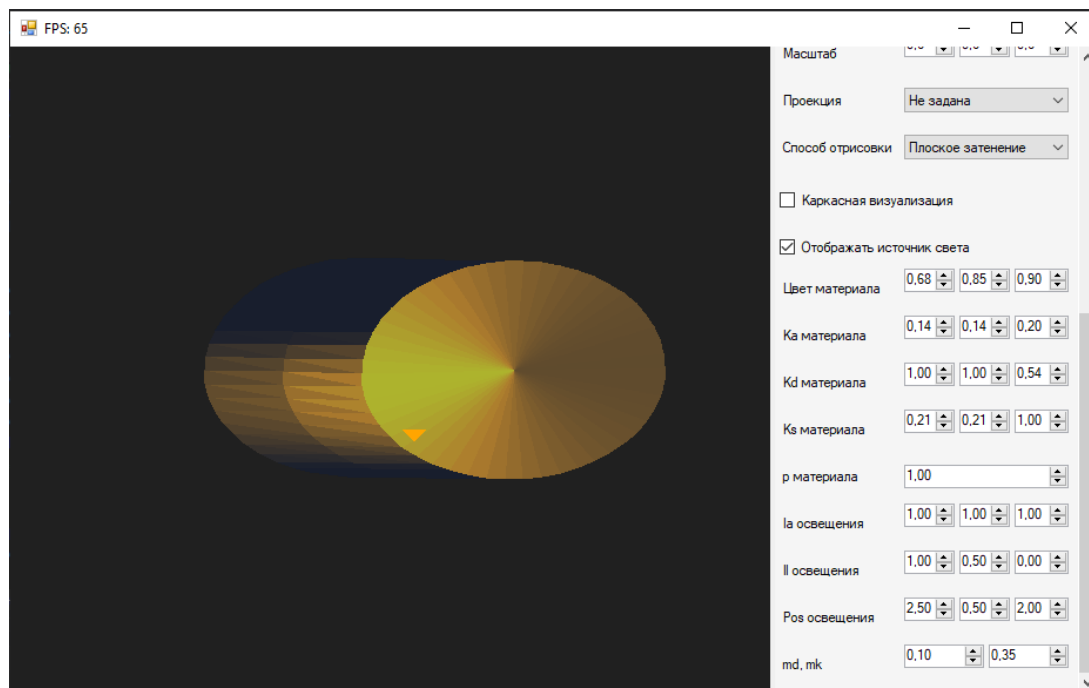 FPS: 65
Масштаб
Проекция Не задана
Способ отрисовки Плоское затенение
Каркасная визуализация
Отображать источник света
Цвет материала 0,68 0,85 0,90
Ka материала 0,14 0,14 0,20
Kd материала 1,00 1,00 0,54
Ks материала 0,21 0,21 1,00
p материала 1,00
Ia освещения 1,00 1,00 1,00
Il освещения 1,00 0,50 0,00
Pos освещения 2,50 0,50 2,00
md, mk 0,10 0,35